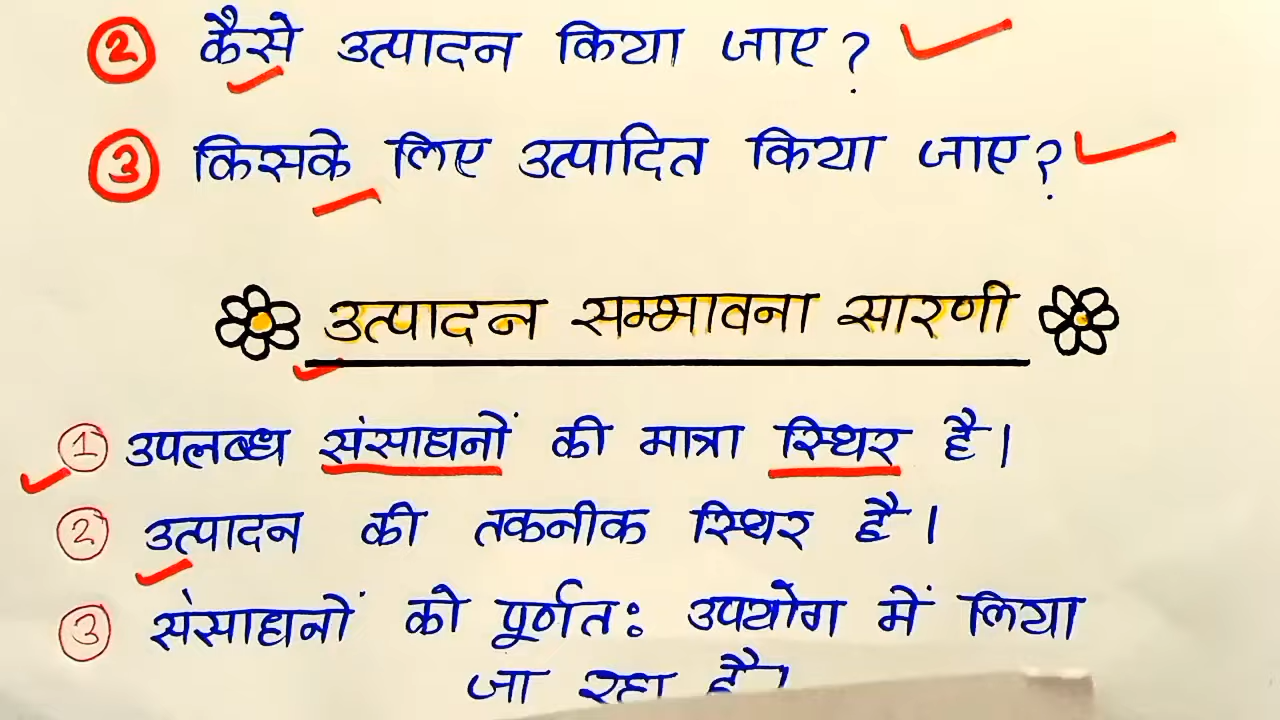 ② कैसे उत्पादन किया जाए?
③ किसके लिए उत्पादित किया जाए?
उत्पादन सम्भावना सारणी
① उपलब्ध संसाधनों की मात्रा स्थिर है।
② उत्पादन की तकनीक स्थिर है।
③ संसाधनों को पूर्णत: उपयोग में लिया
जा रहा है।